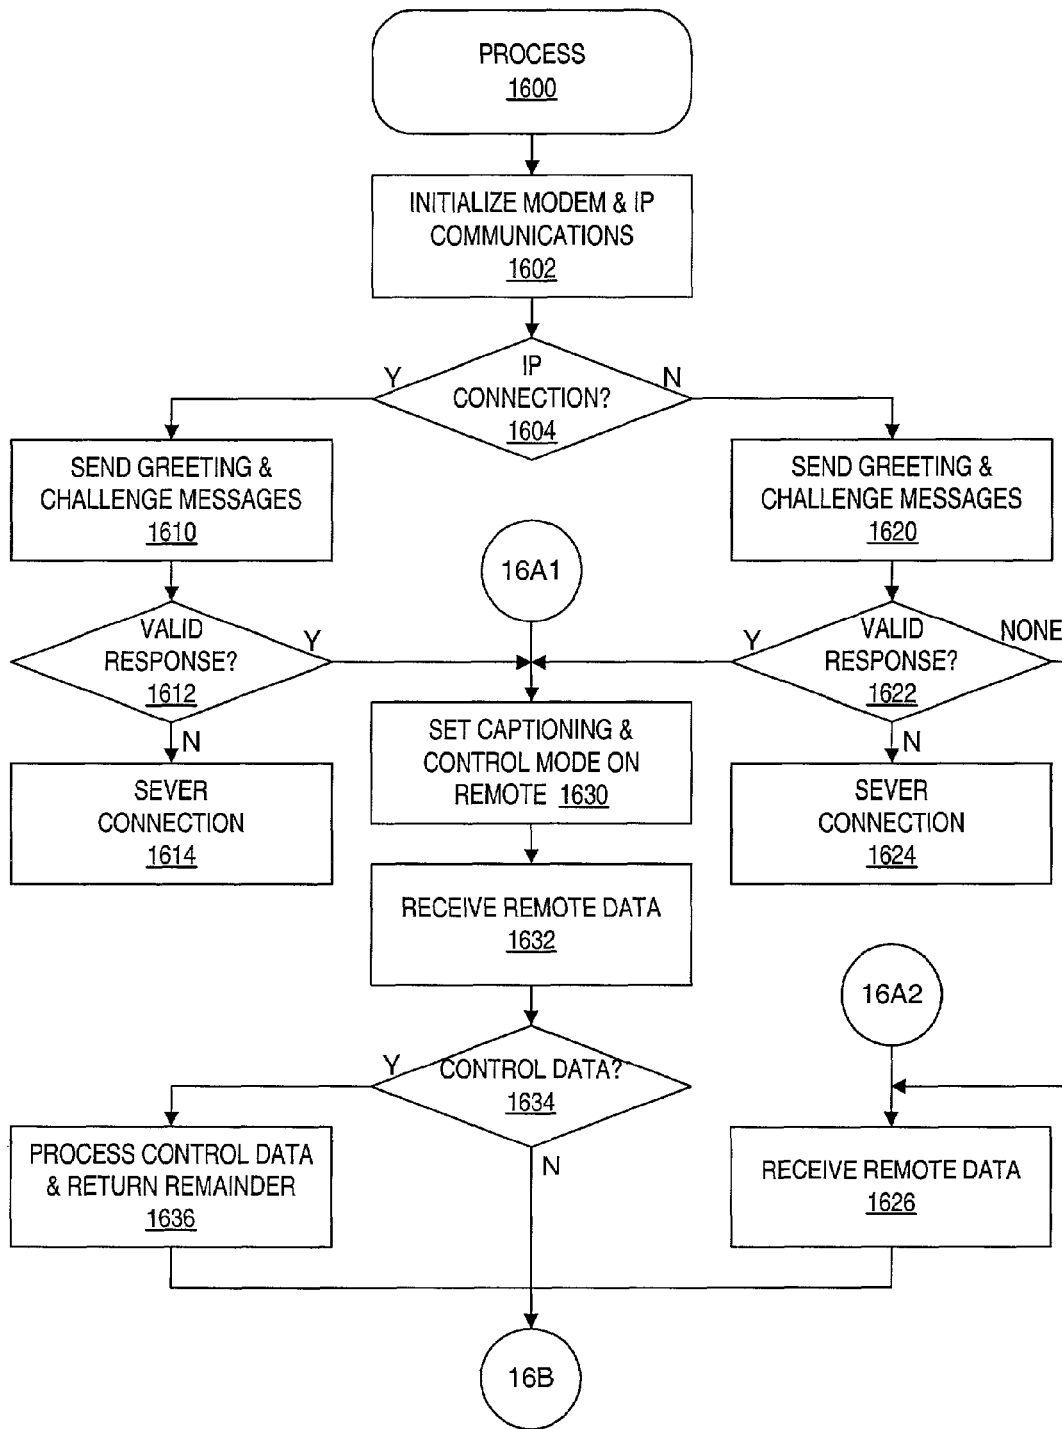 PROCESS
1600
INITIALIZE MODEM & IP
COMMUNICATIONS
1602
IP
CONNECTION?
1604
Y
N
SEND GREETING &
CHALLENGE MESSAGES
1610
SEND GREETING &
CHALLENGE MESSAGES
1620
16A1
VALID
RESPONSE?
1612
Y
N
VALID
RESPONSE?
1622
Y
NONE
N
SEVER
CONNECTION
1614
SET CAPTIONING &
CONTROL MODE ON
REMOTE 1630
SEVER
CONNECTION
1624
RECEIVE REMOTE DATA
1632
16A2
CONTROL DATA?
1634
Y
N
PROCESS CONTROL DATA
& RETURN REMAINDER
1636
RECEIVE REMOTE DATA
1626
16B